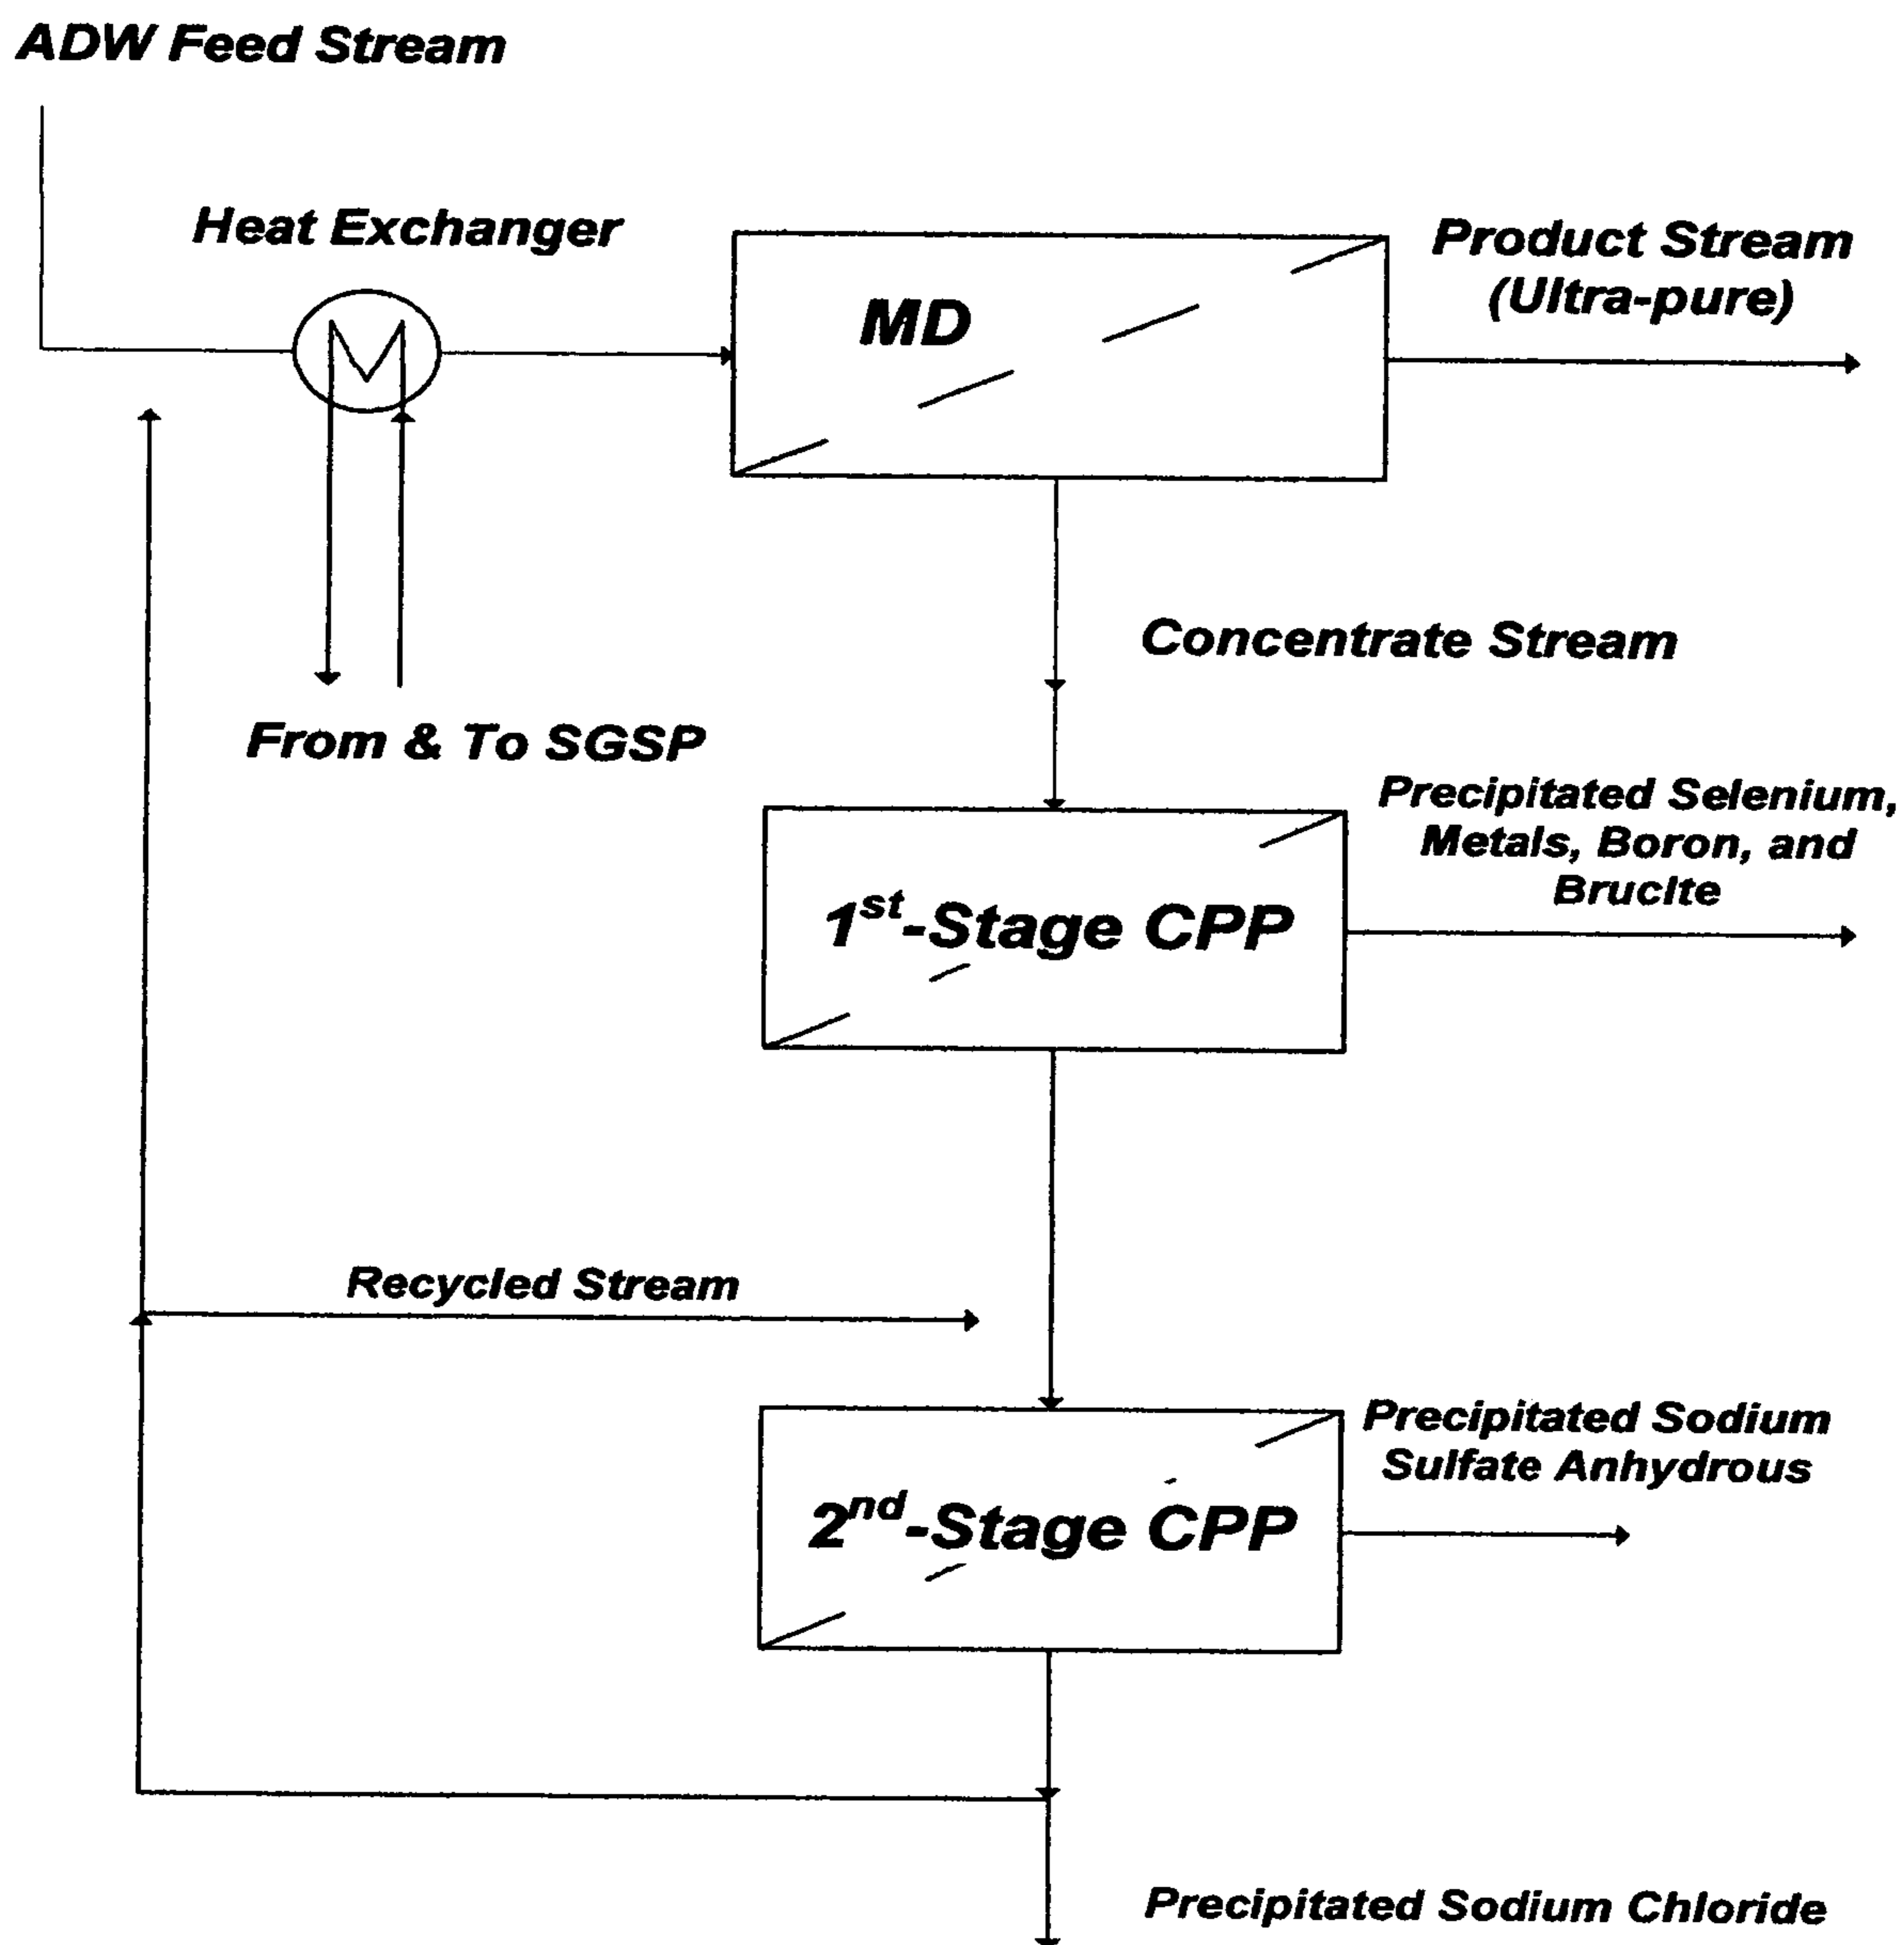 ADW Feed Stream
Heat Exchanger
MD
Product Stream
(Ultra-pure)
Concentrate Stream
From & To SGSP
Precipitated Selenium,
Metals, Boron, and
Brucite
1st-Stage CPP
Recycled Stream
Precipitated Sodium
Sulfate Anhydrous
2nd-Stage CPP
Precipitated Sodium Chloride